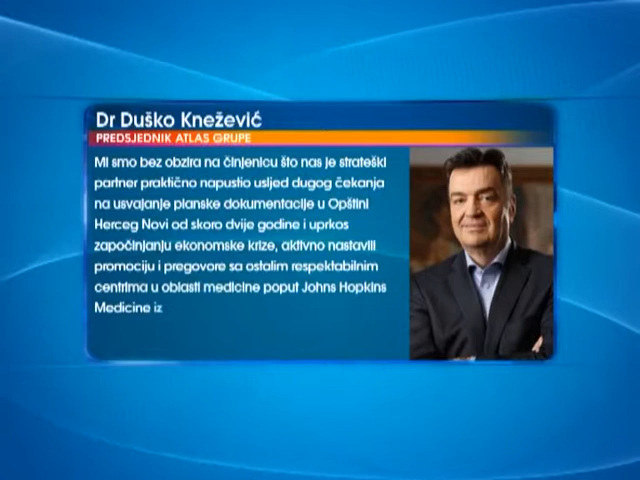 Dr Duško Knežević
PREDSJEDNIK ATLAS GRUPE
Mi smo bez obzira na činjenicu što nas je strateški
partner praktično napustio usljed dugog čekanja
na usvajanje planske dokumentacije u Opštini
Herceg Novi od skoro dvije godine i uprkos
započinjanju ekonomske krize, aktivno nastavili
promociju i pregovore sa ostalim respektabilnim
centrima u oblasti medicine poput Johns Hopkins
Medicine iz